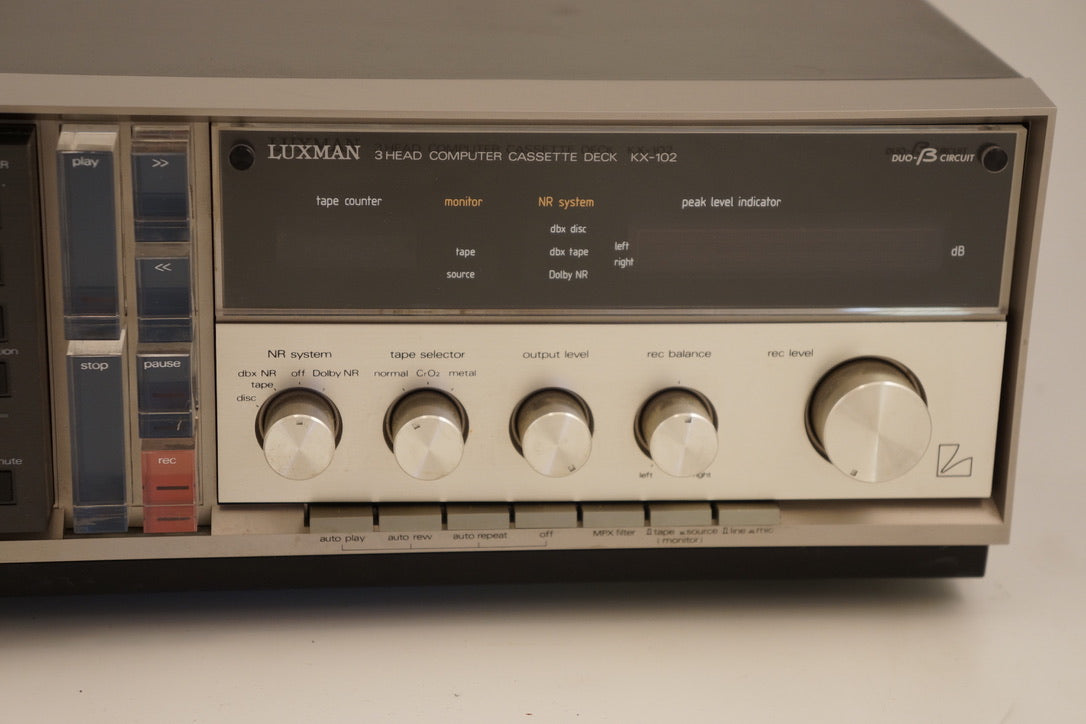 LUXMAN 3 HEAD COMPUTER CASSETTE DECK KX-102
DUO-β CIRCUIT
tape counter monitor NR system peak level indicator
dbx disc
tape dbx tape left
right
dB
source Dolby NR
play >>
<<
stop pause
rec
NR system tape selector output level rec balance rec level
dbx NR off Dolby NR normal CrO₂ metal
tape
disc
left right
auto play auto rew auto repeat off MPX filter tape source line mic
(monitor)